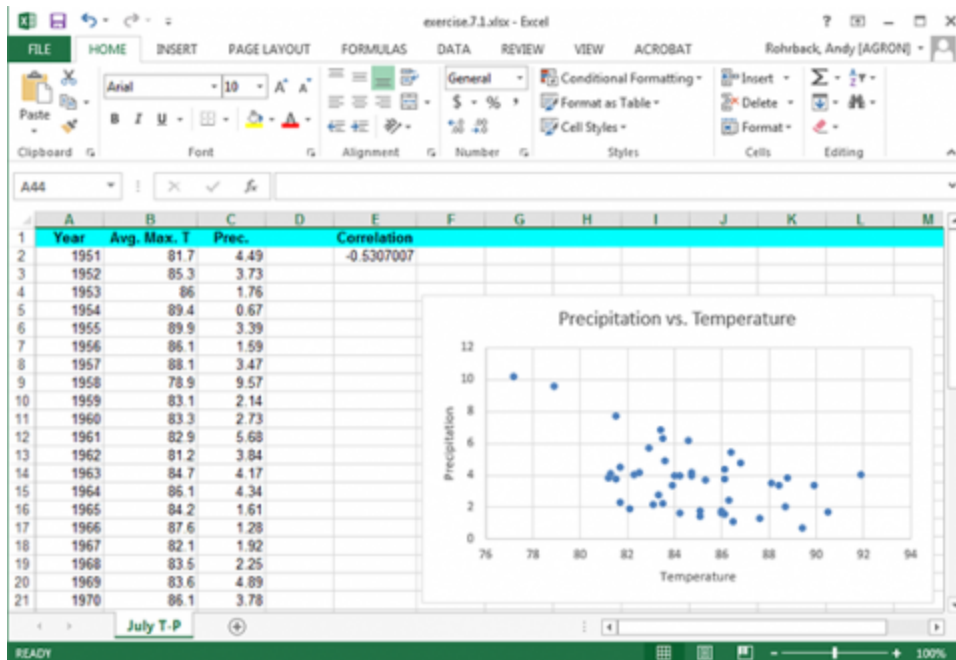 exercise.7.1.xlsx - Excel
?
FILE HOME INSERT PAGE LAYOUT FORMULAS DATA REVIEW VIEW ACROBAT Rohrback, Andy [AGRON]
Paste
Arial 10 A A
B I U A
General
$ % ,
Conditional Formatting
Format as Table
Cell Styles
Insert
Delete
Format
Clipboard Font Alignment Number Styles Cells Editing
A44 fx
A B C D E F G H I J K L M
1 Year Avg. Max. T Prec. Correlation
2 1951 81.7 4.49 -0.5307007
3 1952 85.3 3.73
4 1953 86 1.76
5 1954 89.4 0.67
6 1955 89.9 3.39
7 1956 86.1 1.59
8 1957 88.1 3.47
9 1958 78.9 9.57
10 1959 83.1 2.14
11 1960 83.3 2.73
12 1961 82.9 5.68
13 1962 81.2 3.84
14 1963 84.7 4.17
15 1964 86.1 4.34
16 1965 84.2 1.61
17 1966 87.6 1.28
18 1967 82.1 1.92
19 1968 83.5 2.25
20 1969 83.6 4.89
21 1970 86.1 3.78
Precipitation vs. Temperature
Precipitation
12
10
8
6
4
2
0
76 78 80 82 84 86 88 90 92 94
Temperature
July T-P
READY 100%